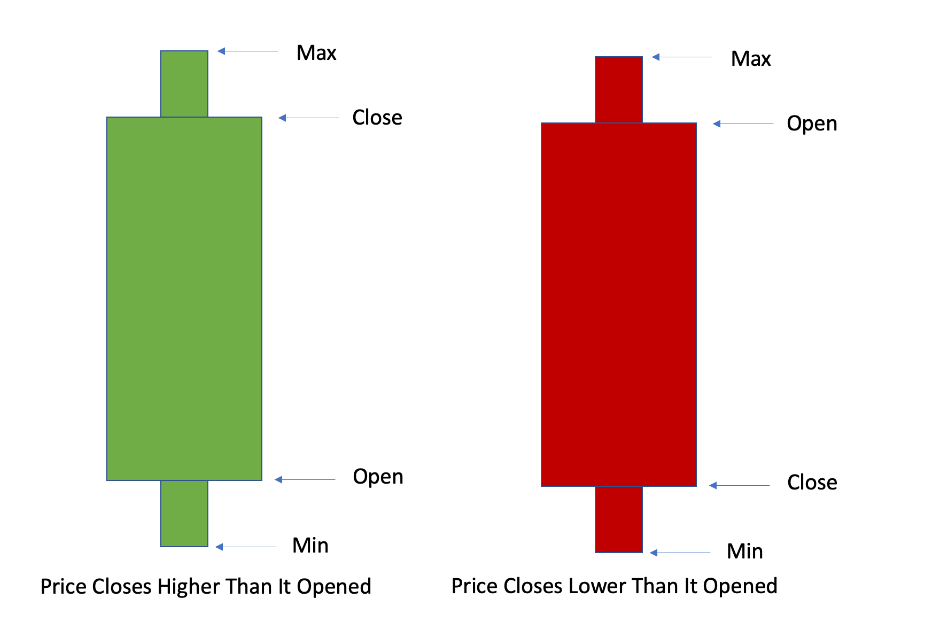 Max
Close
Open
Min
Price Closes Higher Than It Opened
Max
Open
Close
Min
Price Closes Lower Than It Opened